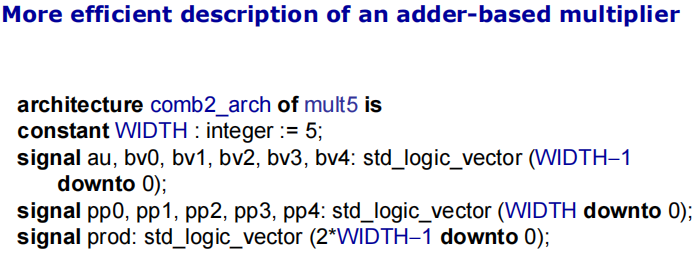 More efficient description of an adder-based multiplier
architecture comb2_arch of mult5 is
constant WIDTH : integer := 5;
signal au, bv0, bv1, bv2, bv3, bv4: std_logic_vector (WIDTH–1
downto 0);
signal pp0, pp1, pp2, pp3, pp4: std_logic_vector (WIDTH downto 0);
signal prod: std_logic_vector (2*WIDTH–1 downto 0);